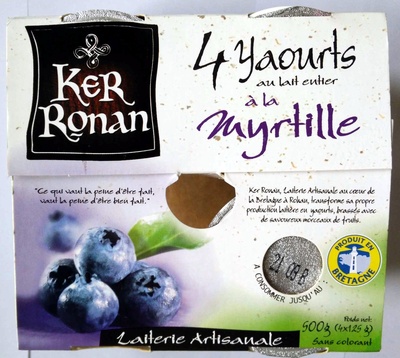 KER
RONAN
4 Yaourts
au lait entier
à la
Myrtille
"Ce qui vaut la peine d'être fait,
vaut la peine d'être bien fait."
Ker Ronan, Laiterie Artisanale au cœur de
la Bretagne à Rohan, transforme sa propre
production laitière en yaourts, brassés avec
de savoureux morceaux de fruits.
PRODUIT EN
BRETAGNE
A CONSOMMER JUSQU'AU
Poids net:
500g (4x125 g)
Sans colorant
Laiterie Artisanale